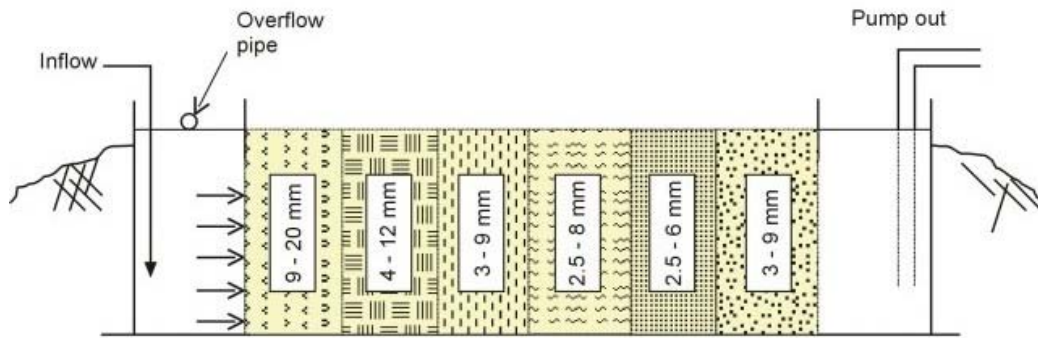 Overflow
pipe
Pump out
Inflow
9 - 20 mm
4 - 12 mm
3 - 9 mm
2.5 - 8 mm
2.5 - 6 mm
3 - 9 mm